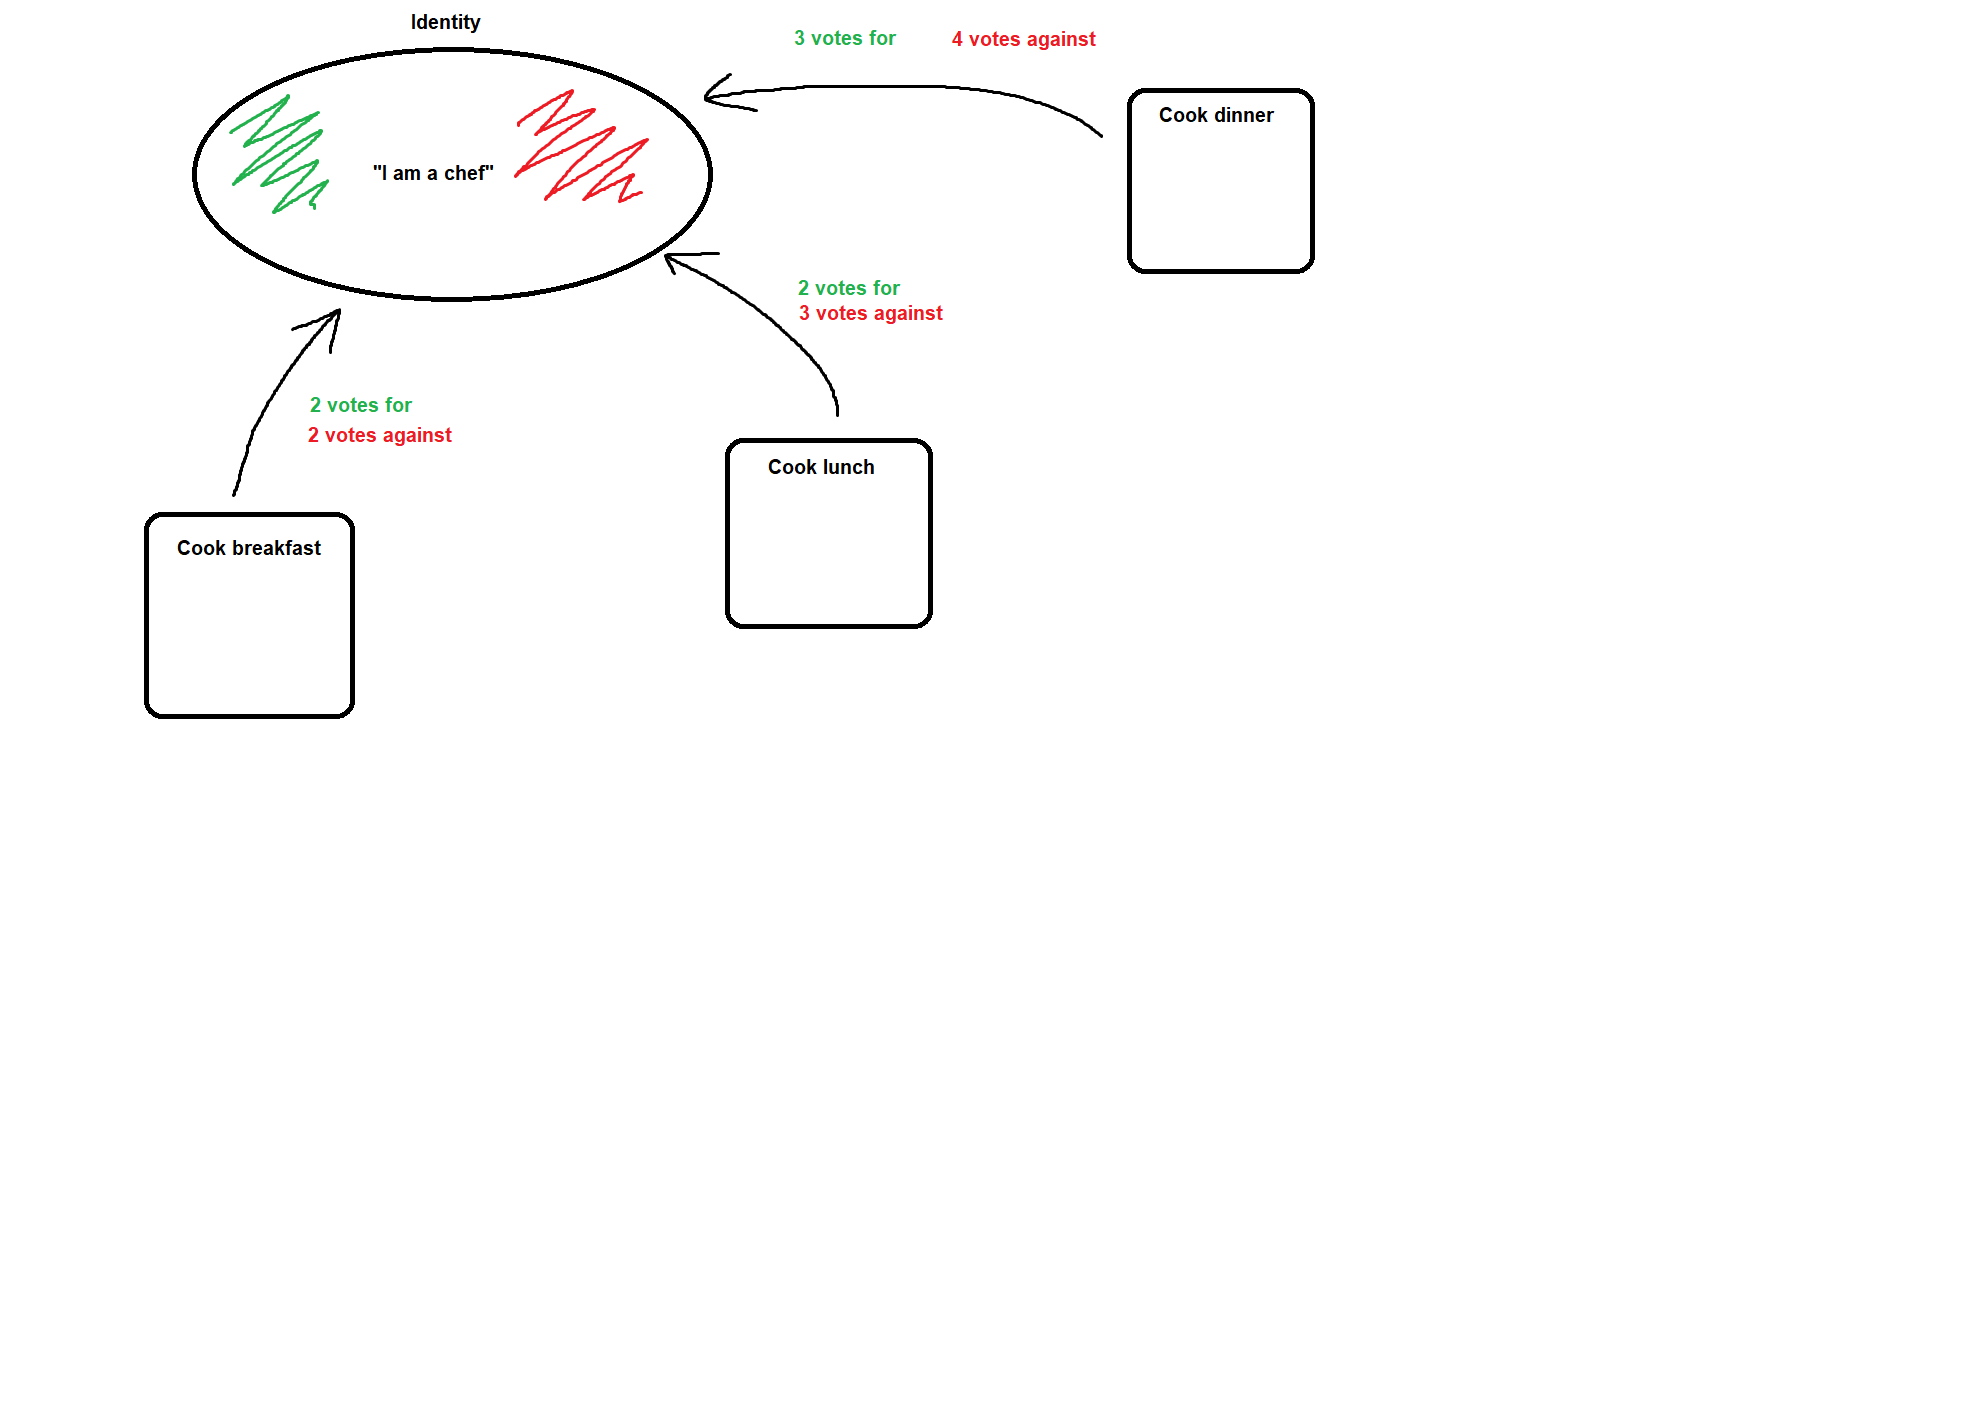 Identity
3 votes for
4 votes against
Cook dinner
"I am a chef"
2 votes for
3 votes against
2 votes for
2 votes against
Cook lunch
Cook breakfast